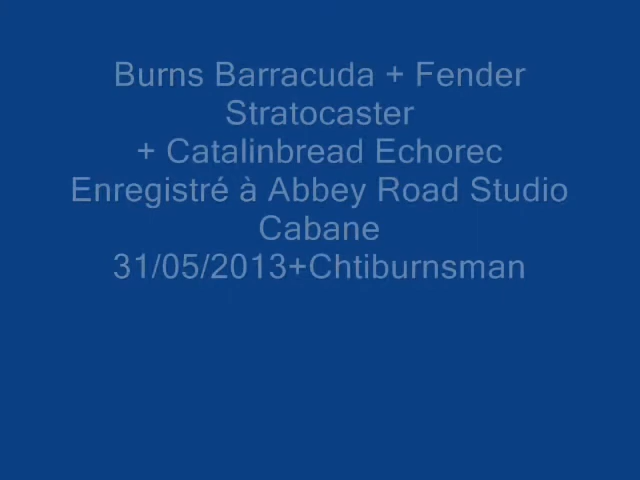 Burns Barracuda + Fender
Stratocaster
+ Catalinbread Echorec
Enregistré à Abbey Road Studio
Cabane
31/05/2013+Chtiburnsman